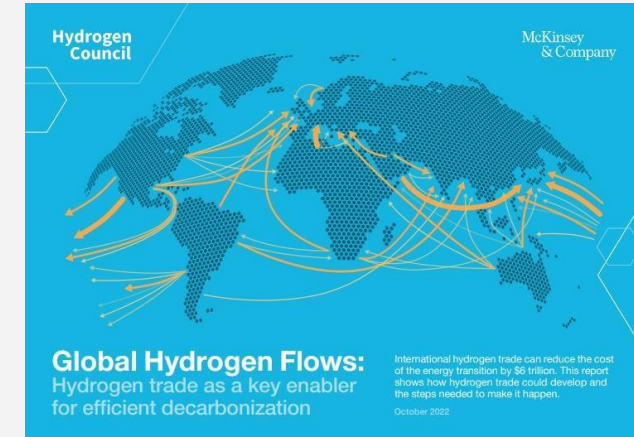 Hydrogen
Council
McKinsey
& Company
Global Hydrogen Flows:
Hydrogen trade as a key enabler
for efficient decarbonization
International hydrogen trade can reduce the cost
of the energy transition by $6 trillion. This report
shows how hydrogen trade could develop and
the steps needed to make it happen.
October 2022